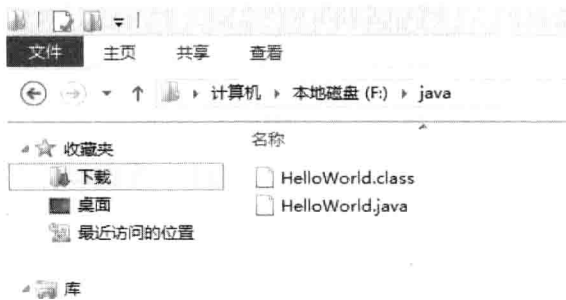 文件 主页 共享 查看
计算机 本地磁盘 (F:) java
收藏夹 名称
下载 HelloWorld.class
桌面 HelloWorld.java
最近访问的位置
库